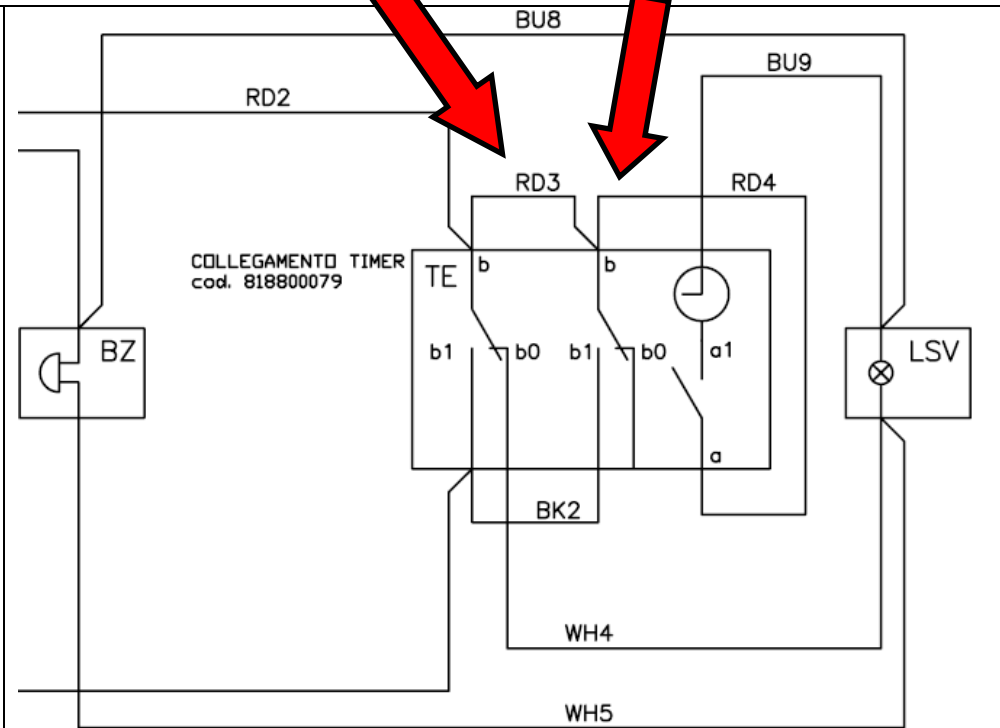 BU8
BU9
RD2
RD3
RD4
COLLEGAMENTO TIMER
cod. 818800079
TE
b
b
b1
b0
b1
b0
a1
a
BZ
LSV
BK2
WH4
WH5